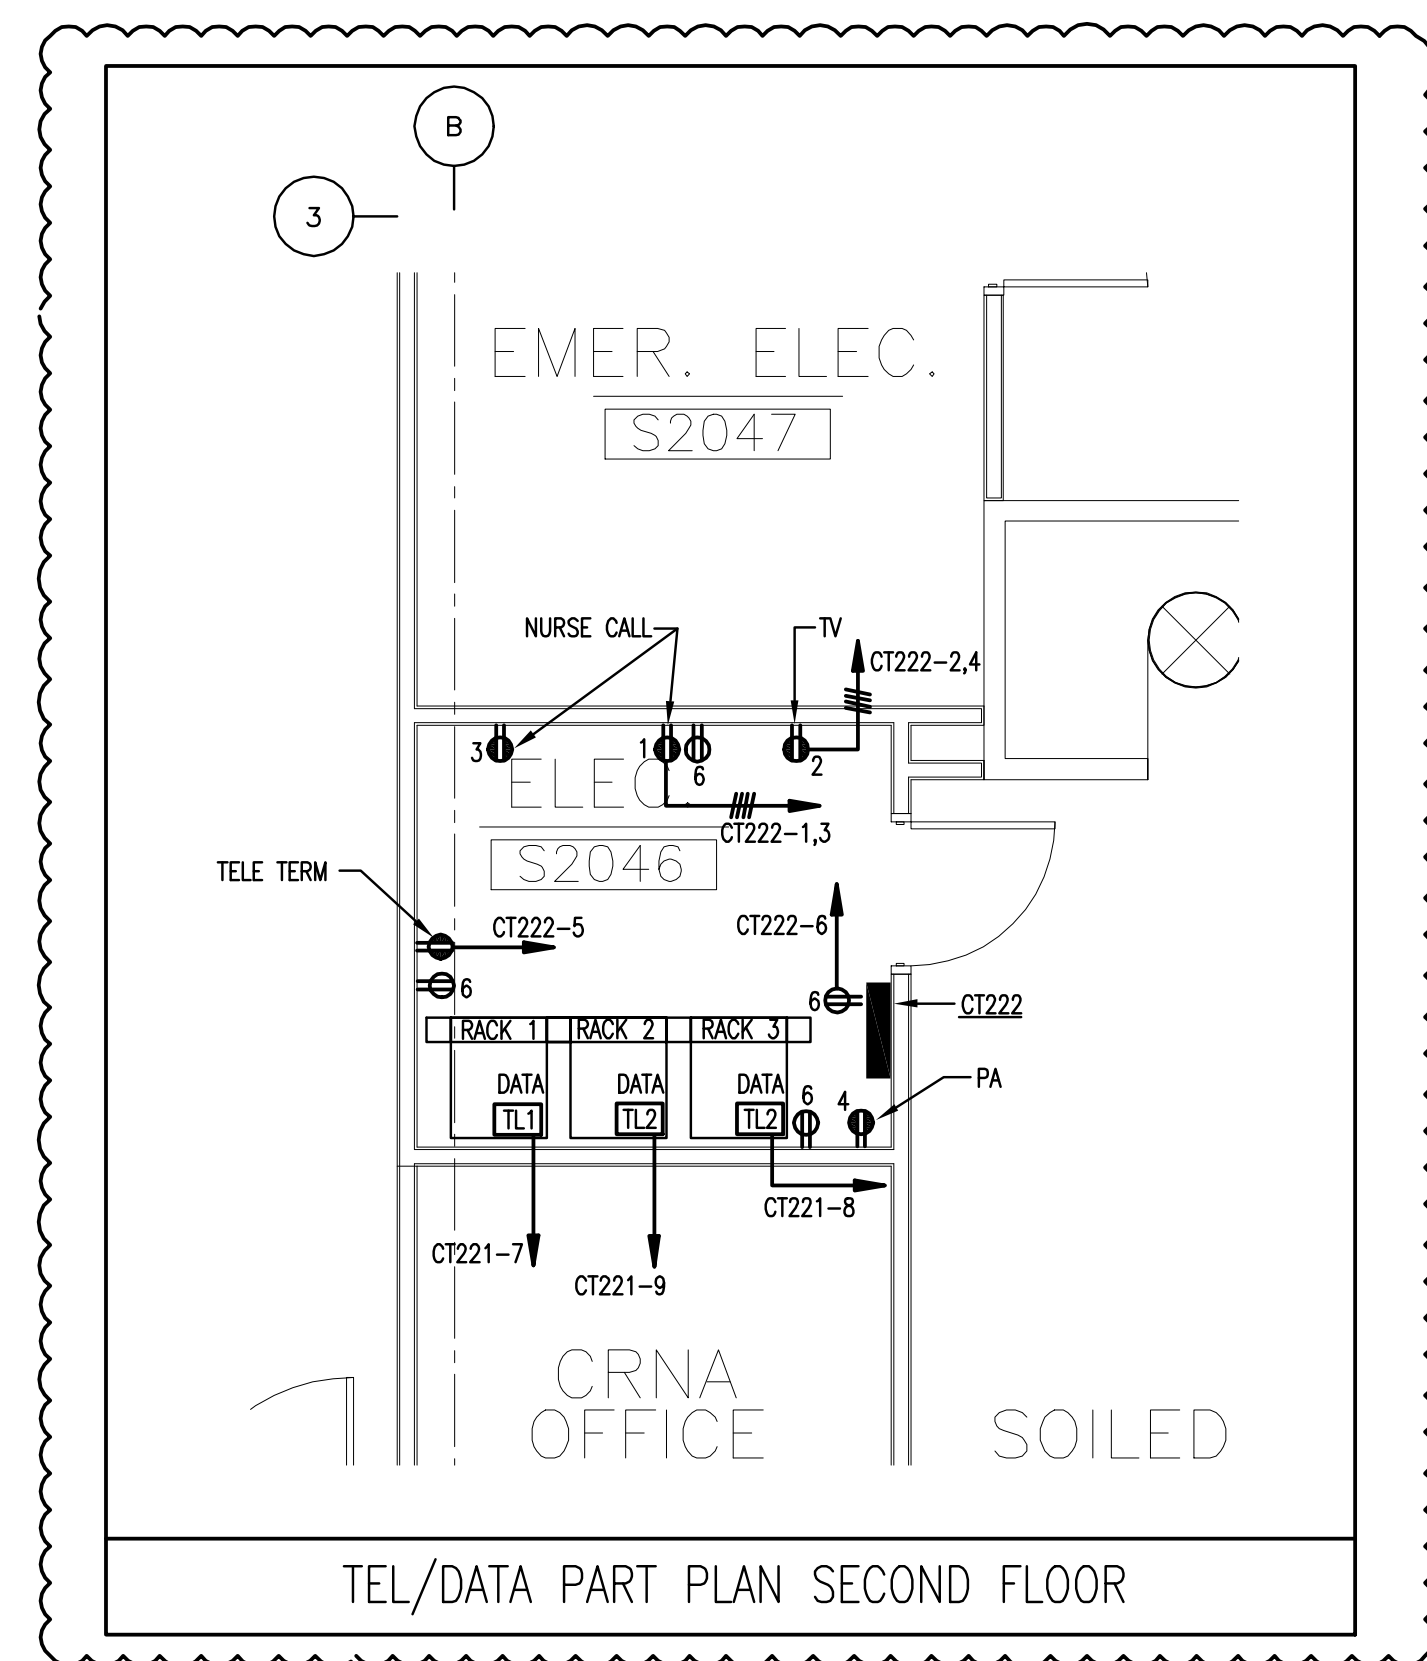 B
3
EMER. ELEC.
S2047
NURSE CALL
TV
CT222-2,4
3
1
6
2
ELEC.
CT222-1,3
S2046
TELE TERM
CT222-5
CT222-6
6
6
CT222
RACK 1
RACK 2
RACK 3
PA
DATA
DATA
DATA
6
4
TL1
TL2
TL2
CT221-8
CT221-7
CT221-9
CRNA
OFFICE
SOILED
TEL/DATA PART PLAN SECOND FLOOR